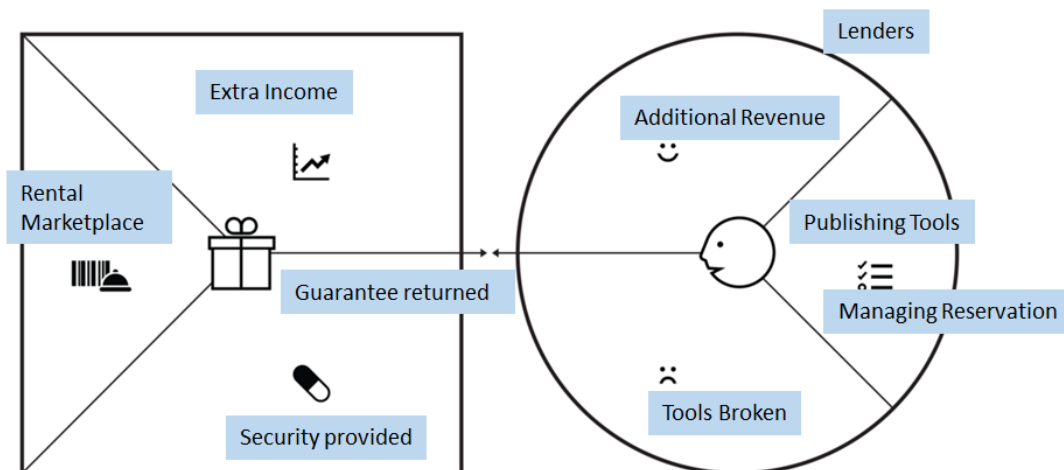 Lenders
Extra Income
Additional Revenue
Rental
Marketplace
Publishing Tools
Guarantee returned
Managing Reservation
Tools Broken
Security provided